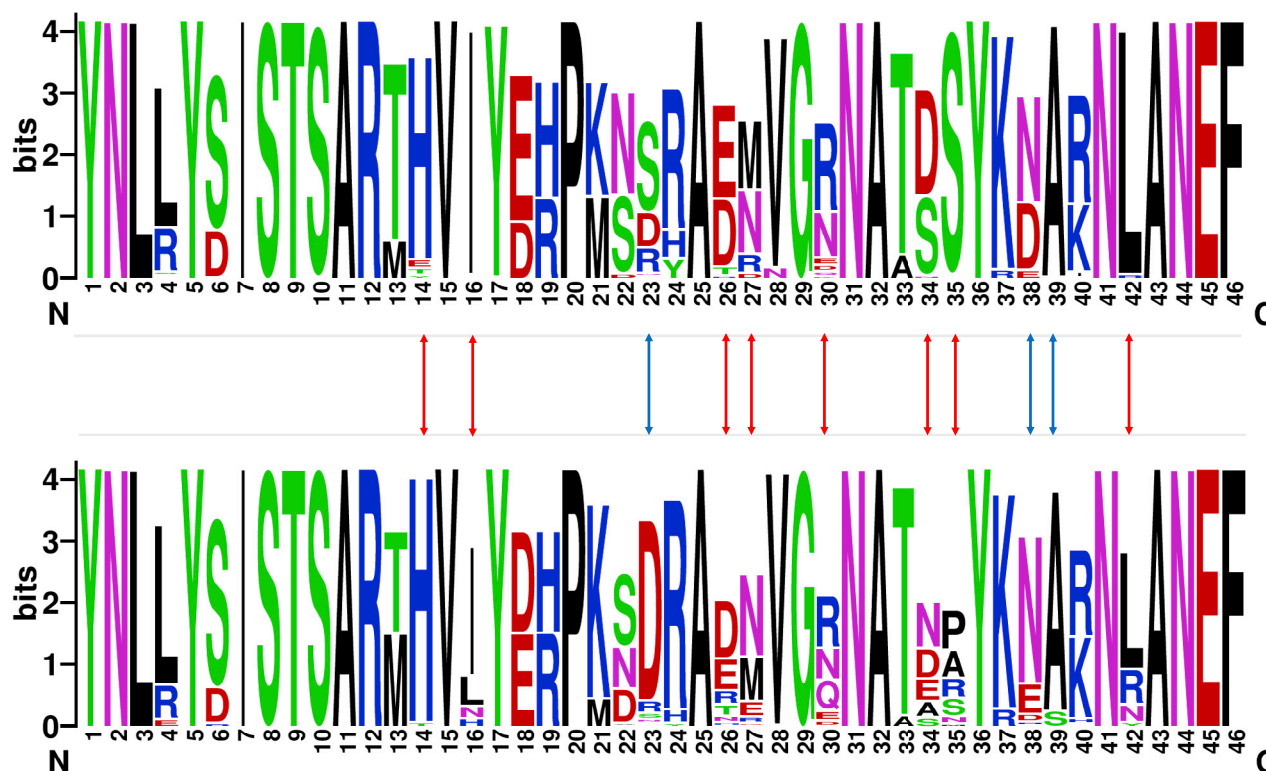 4
3
2
1
0
bits
YNLLYSISTSARTHVIYEHPKNSRAEMVGRNATDSYKNARNLANEF
R D M E D R M S D H D N N N A S R D K
R Y R
1 2 3 4 5 6 7 8 9 10 11 12 13 14 15 16 17 18 19 20 21 22 23 24 25 26 27 28 29 30 31 32 33 34 35 36 37 38 39 40 41 42 43 44 45 46
N C
4
3
2
1
0
bits
YNLLYSISTSARTHVIYDHPKSDRADNVGRNATNPYKNARNLANEF
R D M L E R M N R H E M N A D A R E S K R
N D R E Q E R N
T A S
1 2 3 4 5 6 7 8 9 10 11 12 13 14 15 16 17 18 19 20 21 22 23 24 25 26 27 28 29 30 31 32 33 34 35 36 37 38 39 40 41 42 43 44 45 46
N C